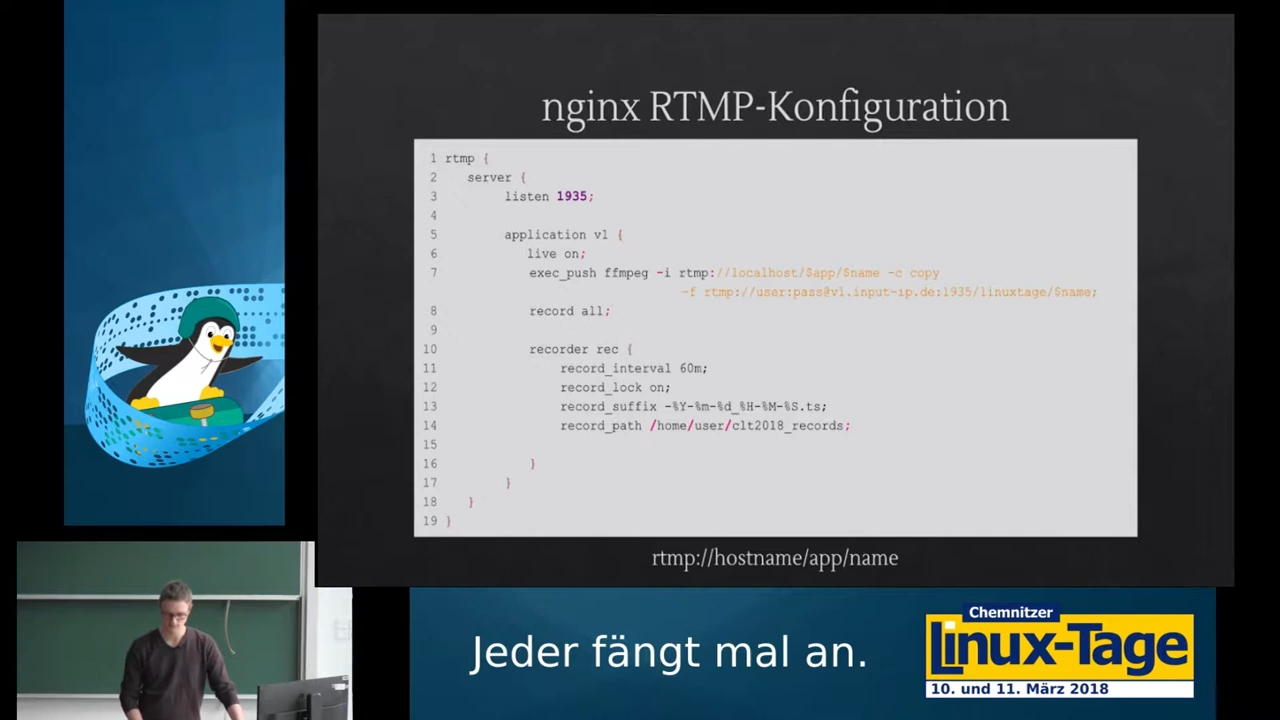 nginx RTMP-Konfiguration
1 rtmp {
2 server {
3 listen 1935;
4
5 application v1 {
6 live on;
7 exec_push ffmpeg -i rtmp://localhost/$app/$name -c copy
-f rtmp://user:pass@v1.input-ip.de:1935/linuxtage/$name;
8 record all;
9
10 recorder rec {
11 record_interval 60m;
12 record_lock on;
13 record_suffix -%Y-%m-%d_%H-%M-%S.ts;
14 record_path /home/user/clt2018_records;
15
16 }
17 }
18 }
19 }
rtmp://hostname/app/name
Jeder fängt mal an.
Chemnitzer
Linux-Tage
10. und 11. März 2018